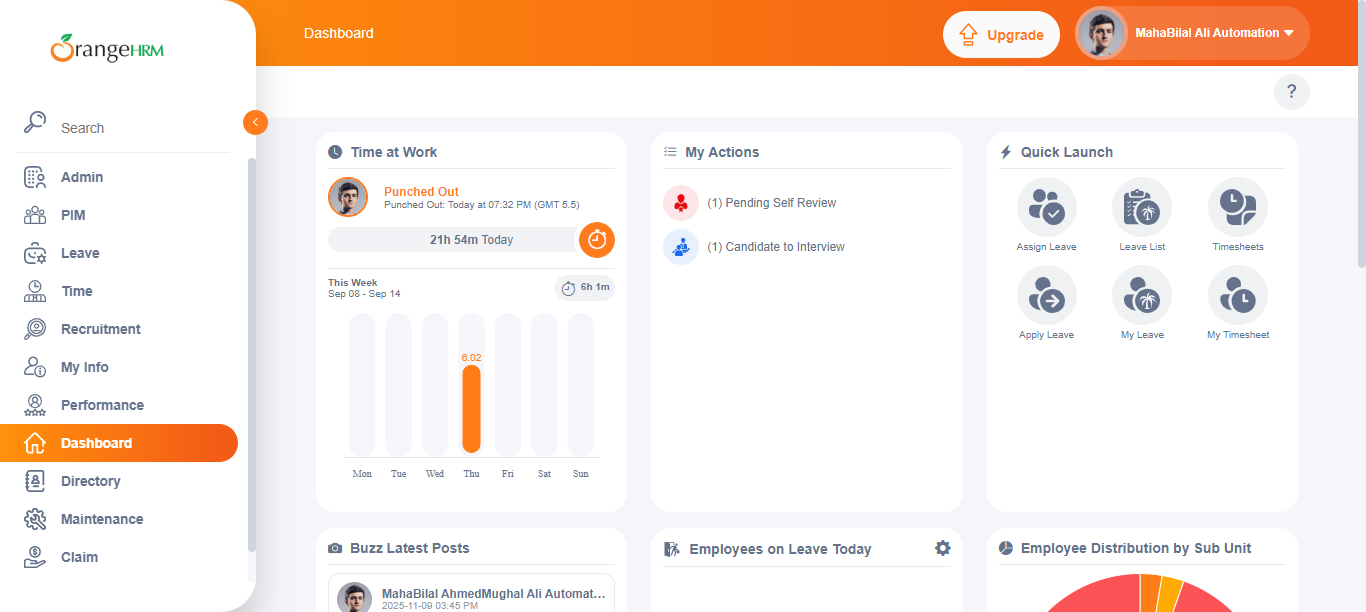 OrangeHRM
Search
Admin
PIM
Leave
Time
Recruitment
My Info
Performance
Dashboard
Directory
Maintenance
Claim
Dashboard
Upgrade
MahaBilal Ali Automation
?
Time at Work
Punched Out
Punched Out: Today at 07:32 PM (GMT 5.5)
21h 54m Today
This Week
Sep 08 - Sep 14
6h 1m
6.02
Mon Tue Wed Thu Fri Sat Sun
My Actions
(1) Pending Self Review
(1) Candidate to Interview
Quick Launch
Assign Leave Leave List Timesheets
Apply Leave My Leave My Timesheet
Buzz Latest Posts
MahaBilal AhmedMughal Ali Automat...
2025-11-09 03:45 PM
Employees on Leave Today
Employee Distribution by Sub Unit